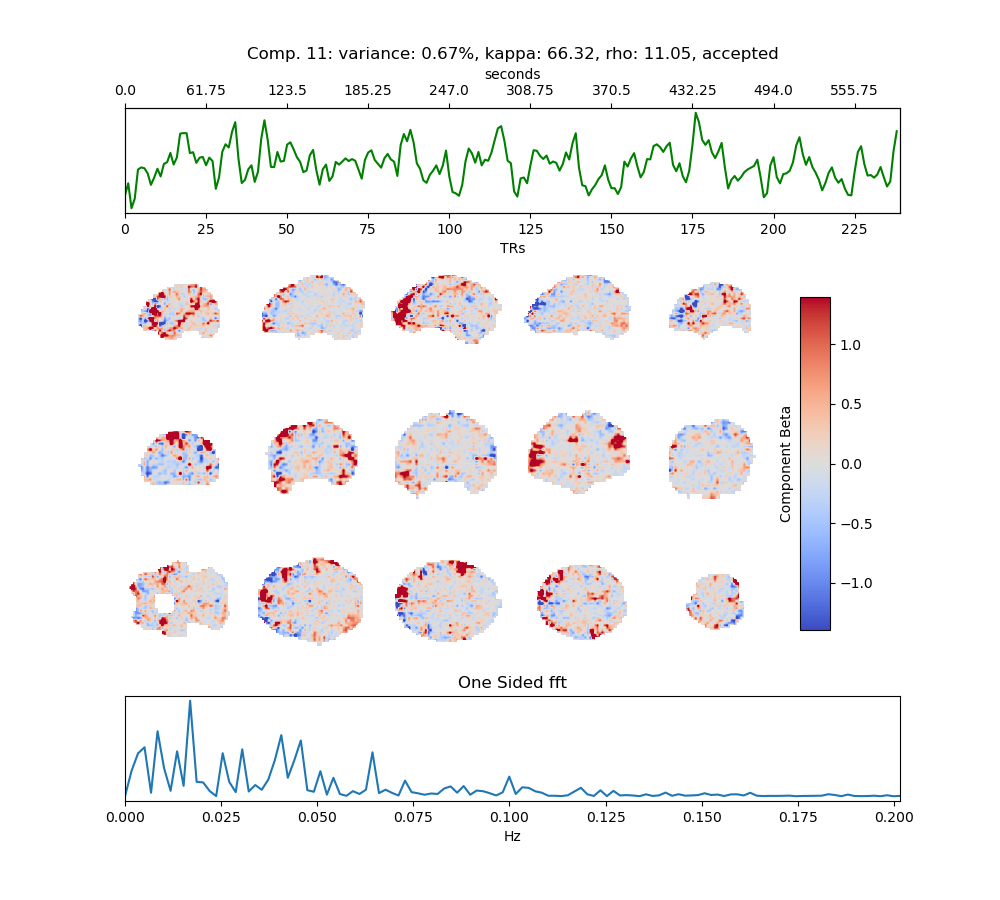 Comp. 11: variance: 0.67%, kappa: 66.32, rho: 11.05, accepted
seconds
0.0 61.75 123.5 185.25 247.0 308.75 370.5 432.25 494.0 555.75
0 25 50 75 100 125 150 175 200 225
TRs
1.0
0.5
0.0
−0.5
−1.0
Component Beta
One Sided fft
0.000 0.025 0.050 0.075 0.100 0.125 0.150 0.175 0.200
Hz